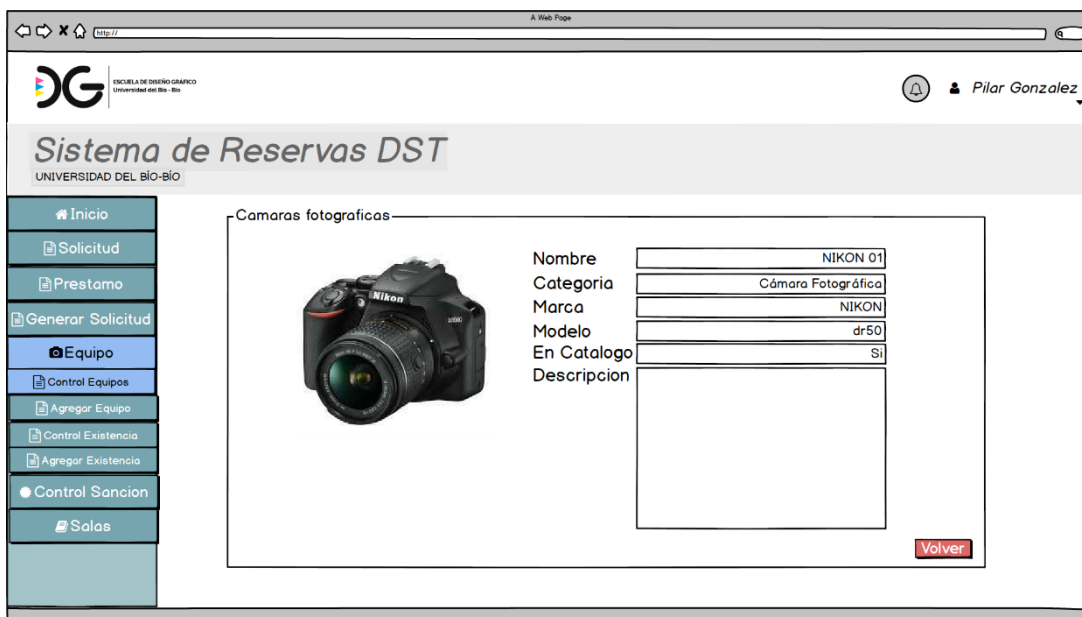 A Web Page
http://
DG
ESCUELA DE DISEÑO GRÁFICO
Universidad del Bío - Bío
Pilar Gonzalez
Sistema de Reservas DST
UNIVERSIDAD DEL BÍO-BÍO
Inicio
Solicitud
Prestamo
Generar Solicitud
Equipo
Control Equipos
Agregar Equipo
Control Existencia
Agregar Existencia
Control Sancion
Salas
Camaras fotograficas
Nikon
Nombre NIKON 01
Categoria Cámara Fotográfica
Marca NIKON
Modelo dr50
En Catalogo Si
Descripcion
Volver